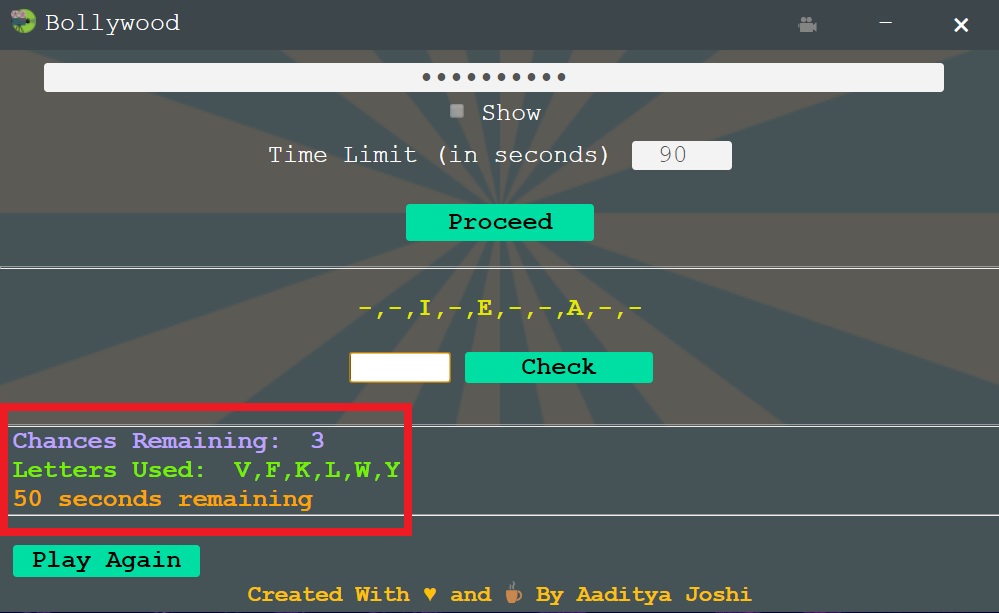 Bollywood
••••••••••
Show
Time Limit (in seconds) 90
Proceed
-,-,I,-,E,-,-,A,-,-
Check
Chances Remaining: 3
Letters Used: V,F,K,L,W,Y
50 seconds remaining
Play Again
Created With ♥ and ☕ By Aaditya Joshi